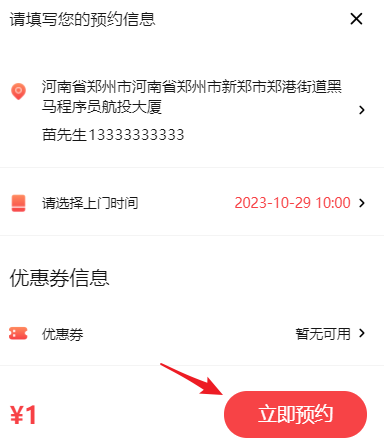 请填写您的预约信息
河南省郑州市河南省郑州市新郑市郑港街道黑
马程序员航投大厦
苗先生13333333333
请选择上门时间 2023-10-29 10:00
优惠券信息
优惠券 暂无可用
¥1 立即预约